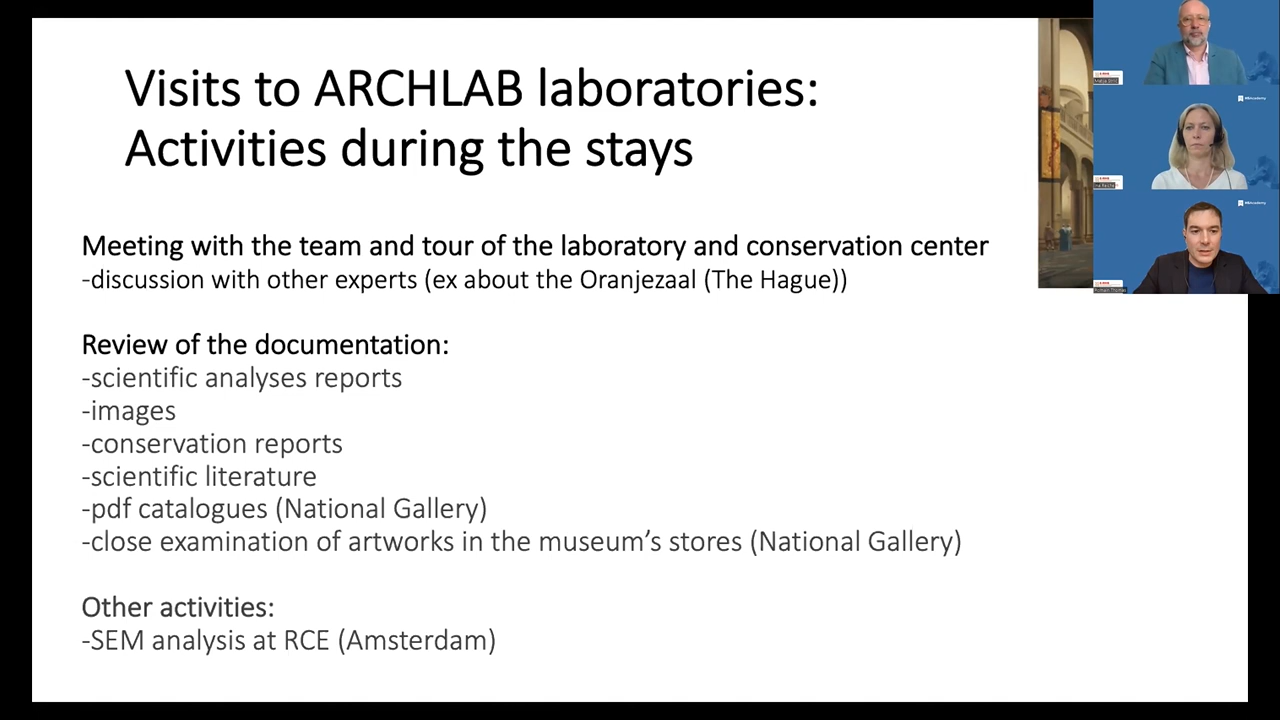 Visits to ARCHLAB laboratories:
Activities during the stays
Meeting with the team and tour of the laboratory and conservation center
-discussion with other experts (ex about the Oranjezaal (The Hague))
Review of the documentation:
-scientific analyses reports
-images
-conservation reports
-scientific literature
-pdf catalogues (National Gallery)
-close examination of artworks in the museum’s stores (National Gallery)
Other activities:
-SEM analysis at RCE (Amsterdam)